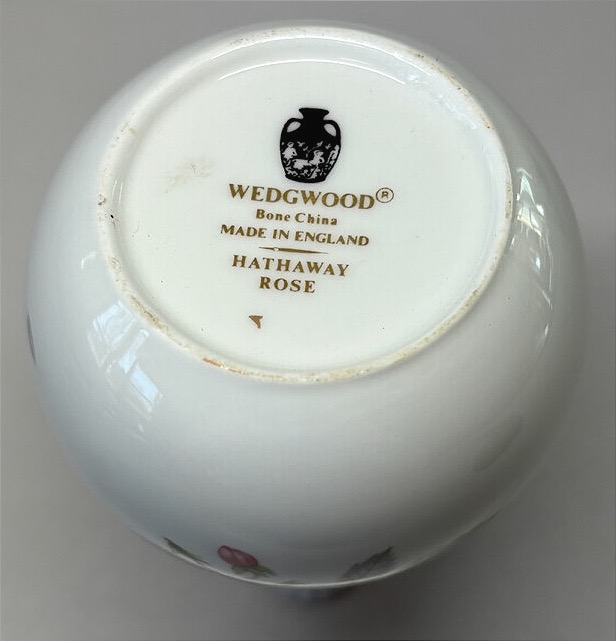 WEDGWOOD®
Bone China
MADE IN ENGLAND
HATHAWAY
ROSE